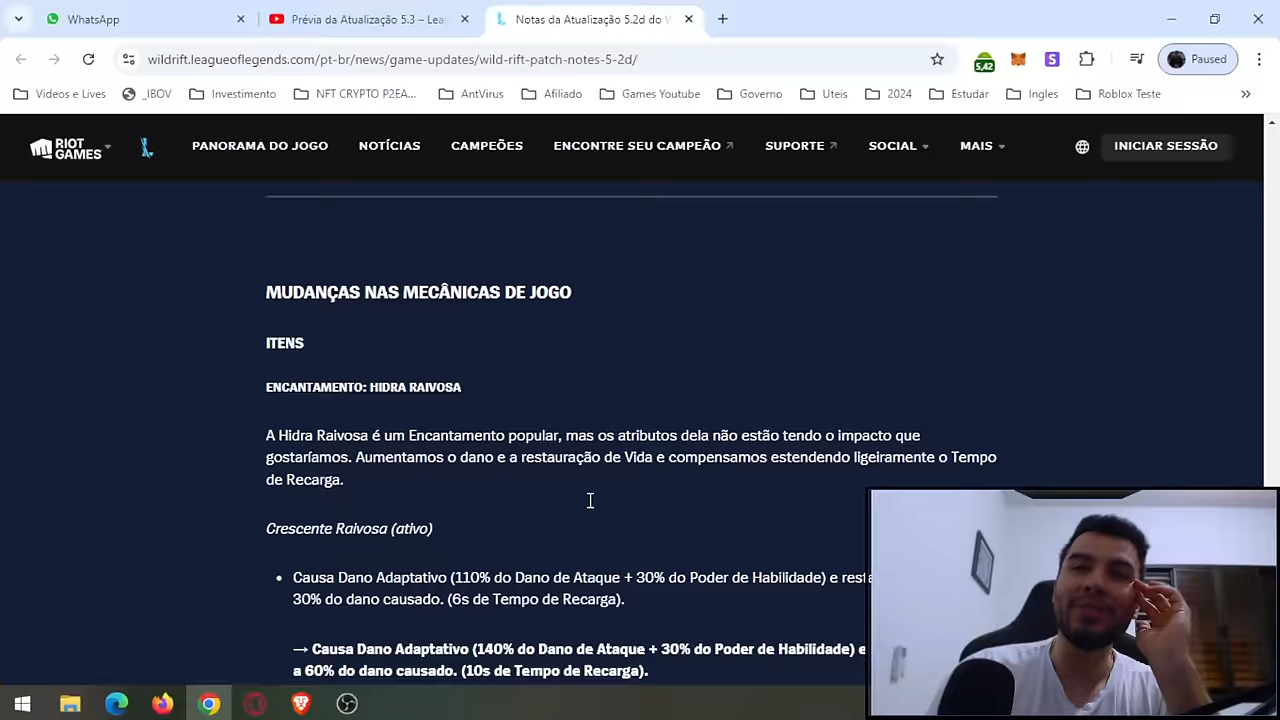 WhatsApp
Prévia da Atualização 5.3 – Lea
Notas da Atualização 5.2d do
wildrift.leagueoflegends.com/pt-br/news/game-updates/wild-rift-patch-notes-5-2d/
5,42
S
Paused
Videos e Lives
_IBOV
Investimento
NFT CRYPTO P2EA...
AntVirus
Afiliado
Games Youtube
Governo
Uteis
2024
Estudar
Ingles
Roblox Teste
RIOT
GAMES
PANORAMA DO JOGO
NOTÍCIAS
CAMPEÕES
ENCONTRE SEU CAMPEÃO
SUPORTE
SOCIAL
MAIS
INICIAR SESSÃO
MUDANÇAS NAS MECÂNICAS DE JOGO
ITENS
ENCANTAMENTO: HIDRA RAIVOSA
A Hidra Raivosa é um Encantamento popular, mas os atributos dela não estão tendo o impacto que
gostaríamos. Aumentamos o dano e a restauração de Vida e compensamos estendendo ligeiramente o Tempo
de Recarga.
Crescente Raivosa (ativo)
• Causa Dano Adaptativo (110% do Dano de Ataque + 30% do Poder de Habilidade) e rest
30% do dano causado. (6s de Tempo de Recarga).
→ Causa Dano Adaptativo (140% do Dano de Ataque + 30% do Poder de Habilidade) e
a 60% do dano causado. (10s de Tempo de Recarga).